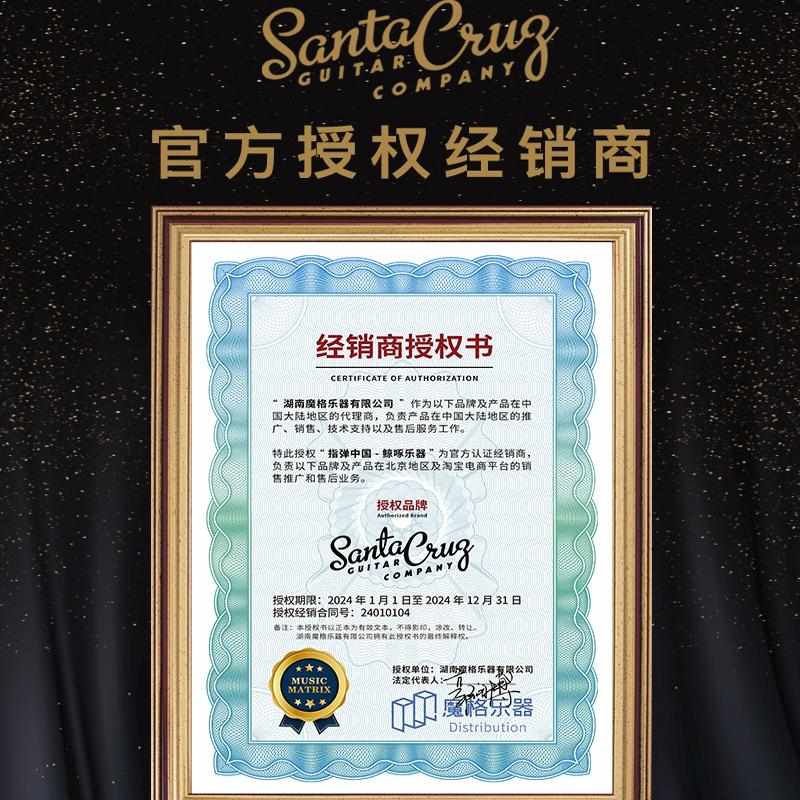 Santa Cruz
GUITAR
COMPANY
官方授权经销商
经销商授权书
CERTIFICATE OF AUTHORIZATION
“ 湖南魔格乐器有限公司 ” 作为以下品牌及产品在中
国大陆地区的代理商，负责产品在中国大陆地区的推
广、销售、技术支持以及售后服务工作。
特此授权“指弹中国 - 鲸啄乐器”为官方认证经销商，
负责以下品牌及产品在北京地区及淘宝电商平台的销
售推广和售后业务。
授权品牌
Authorized Brand
Santa Cruz
GUITAR
COMPANY
授权期限：2024 年 1 月 1 日至 2024 年 12 月 31 日
授权经销合同号：24010104
备注：本授权书以正本为有效文本，不得影印，涂改、转让。
湖南魔格乐器有限公司拥有此授权书的最终解释权。
MUSIC
MATRIX
授权单位：湖南魔格乐器有限公司
法定代表人：
魔格乐器
Distribution